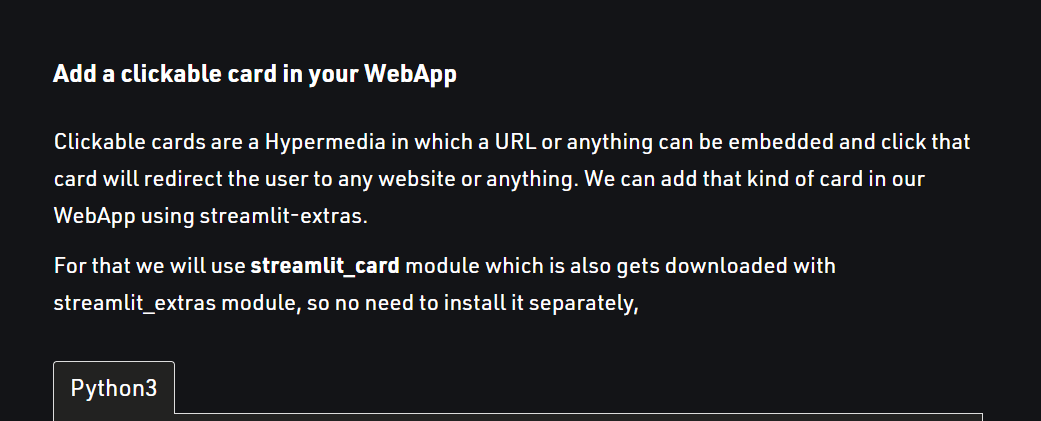 Add a clickable card in your WebApp
Clickable cards are a Hypermedia in which a URL or anything can be embedded and click that
card will redirect the user to any website or anything. We can add that kind of card in our
WebApp using streamlit-extras.
For that we will use streamlit_card module which is also gets downloaded with
streamlit_extras module, so no need to install it separately,
Python3